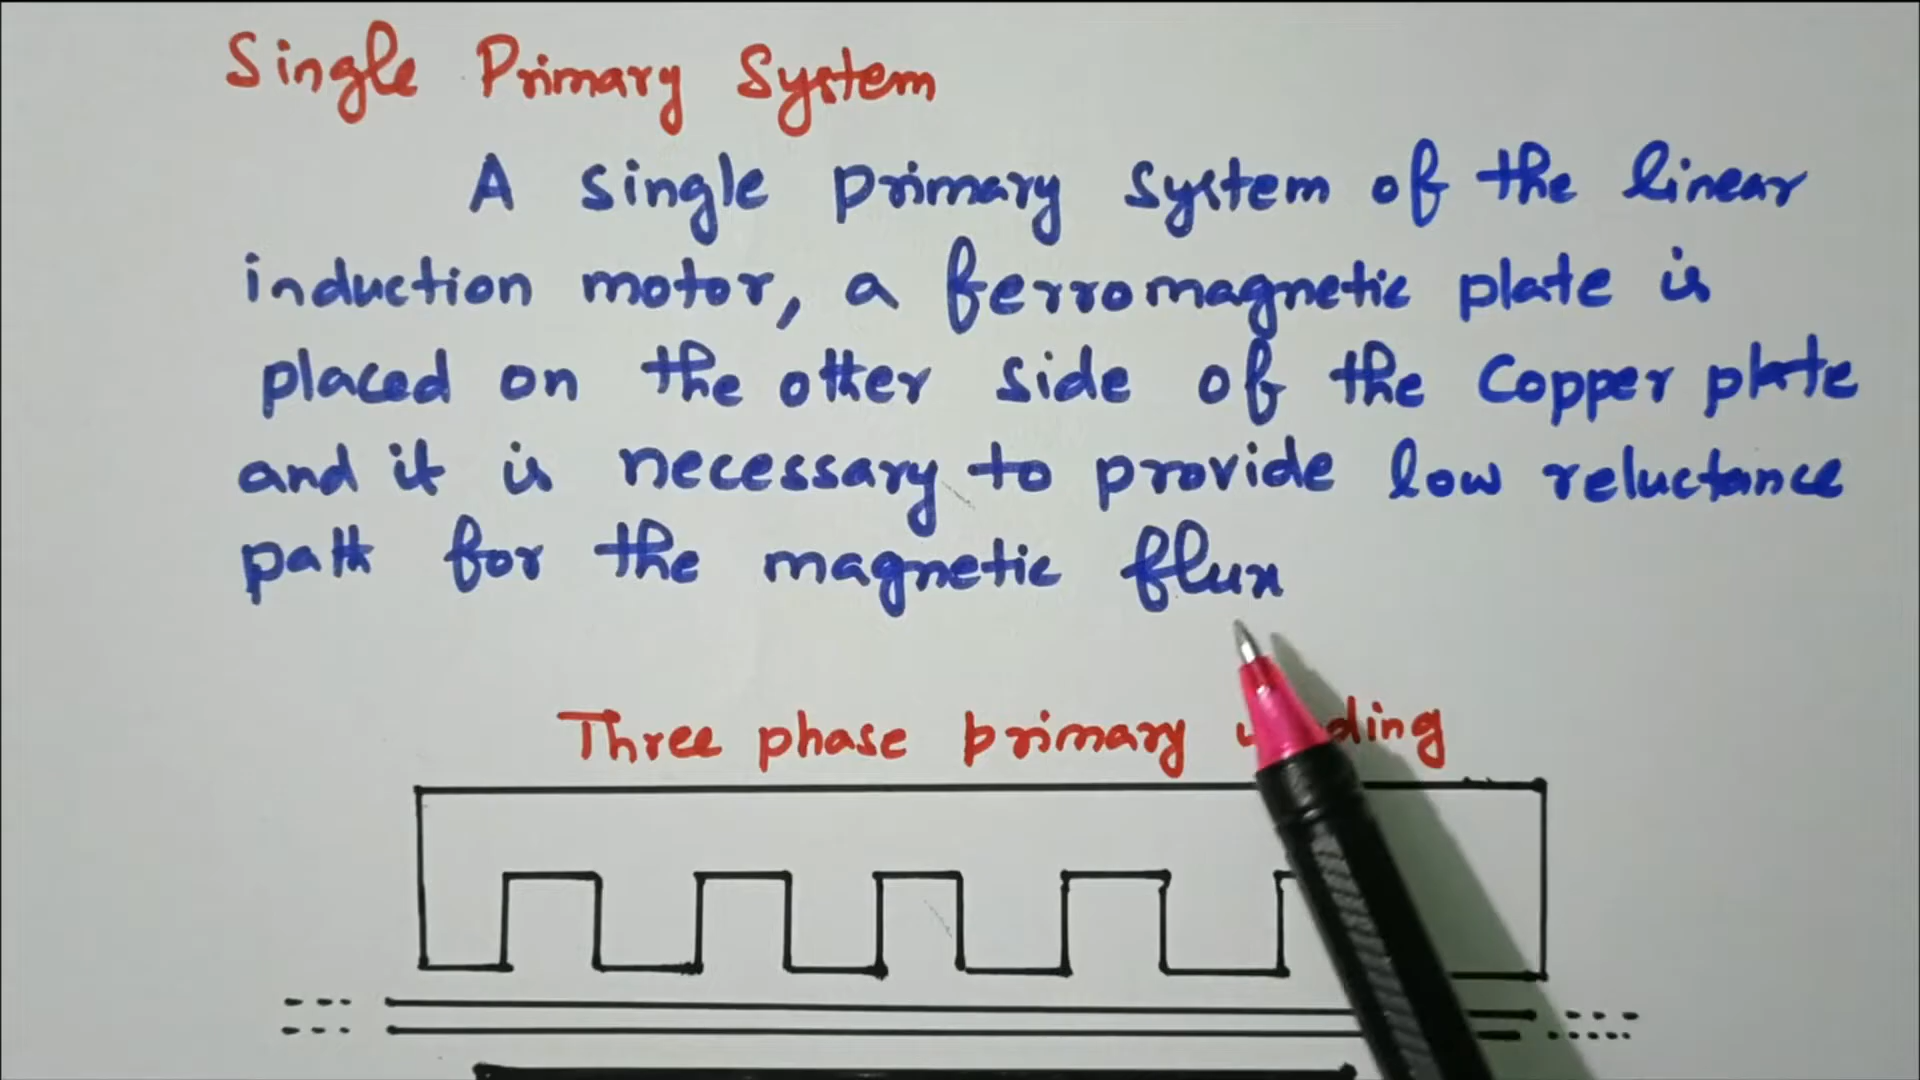 Single Primary System
A single primary system of the linear
induction motor, a ferromagnetic plate is
placed on the other side of the copper plate
and it is necessary to provide low reluctance
path for the magnetic flux
Three phase primary